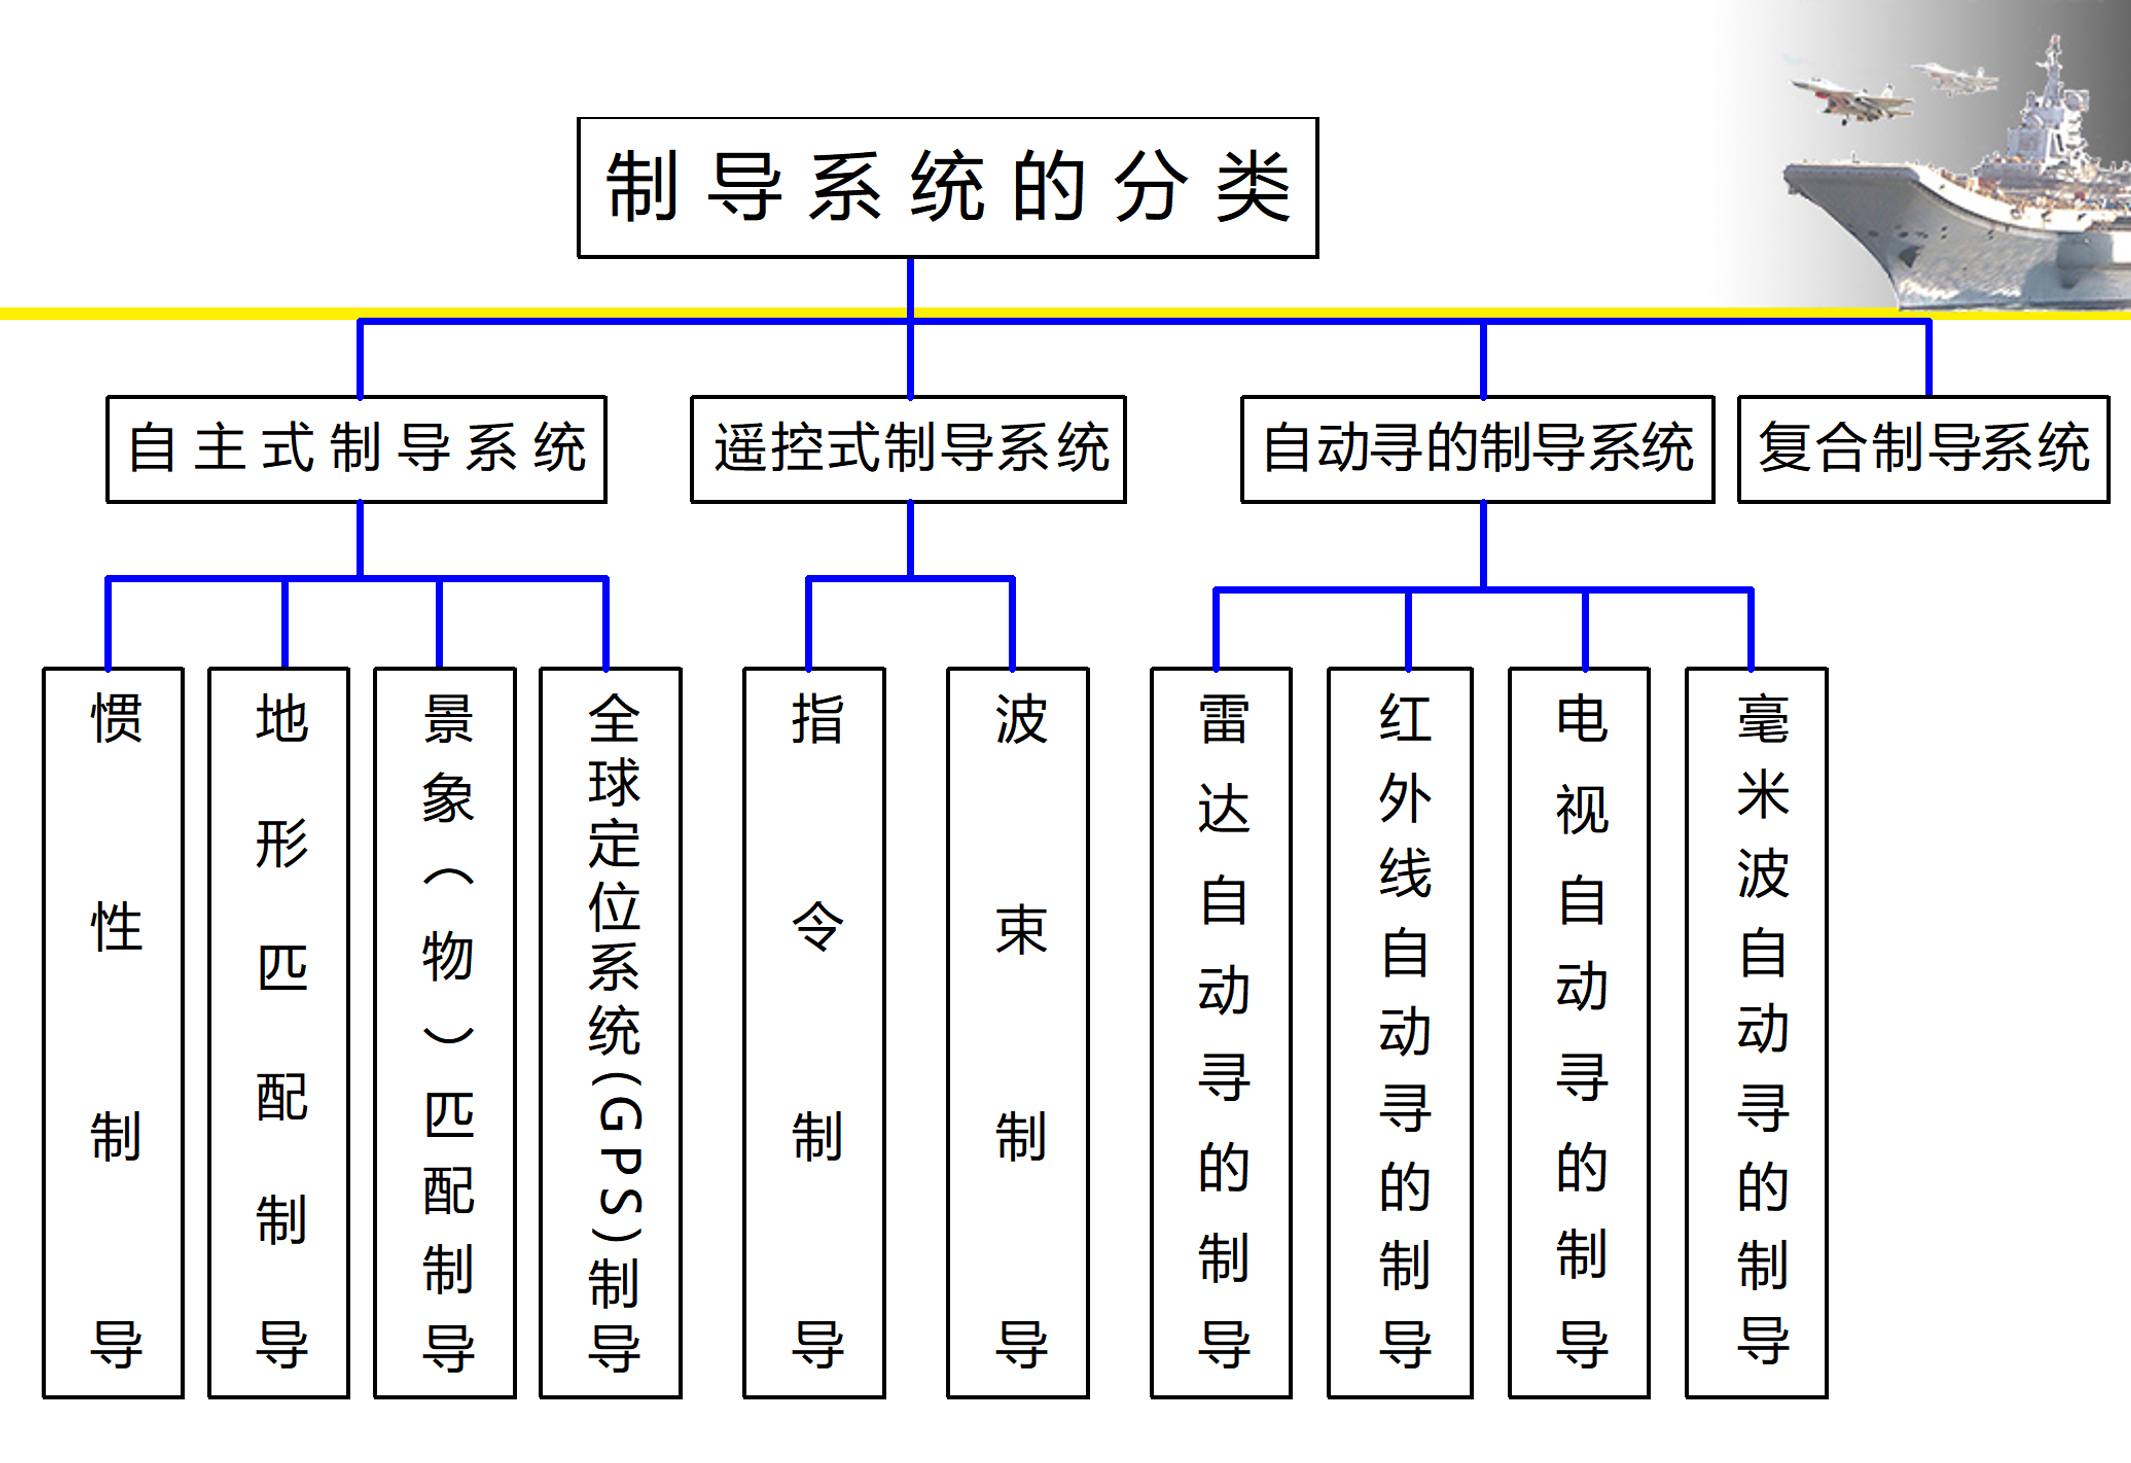 制导系统的分类
自主式制导系统
遥控式制导系统
自动寻的制导系统
复合制导系统
惯性制导
地形匹配制导
景象（物）匹配制导
全球定位系统(GPS)制导
指令制导
波束制导
雷达自动寻的制导
红外线自动寻的制导
电视自动寻的制导
毫米波自动寻的制导